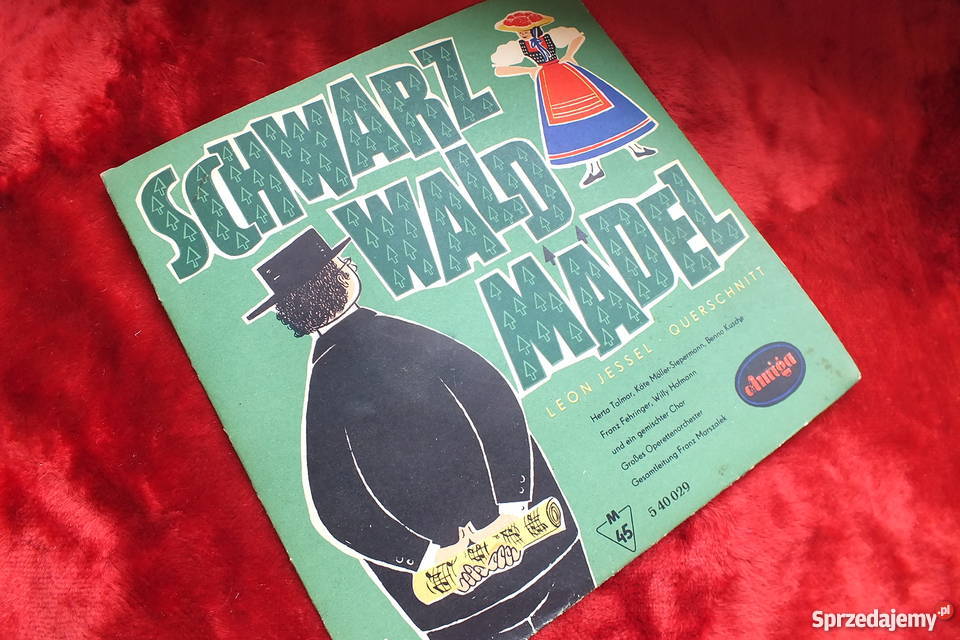 SCHWARZ
WALD
MÄDEL
LEON JESSEL . QUERSCHNITT
Herta Talmar, Käte Möller-Siepermann, Benno Kusche
Franz Fehringer, Willy Hofmann
und ein gemischter Chor
Großes Operettenorchester
Gesamtleitung Franz Marszalek
Amiga
M
45
5 40 029
Sprzedajemy.pl